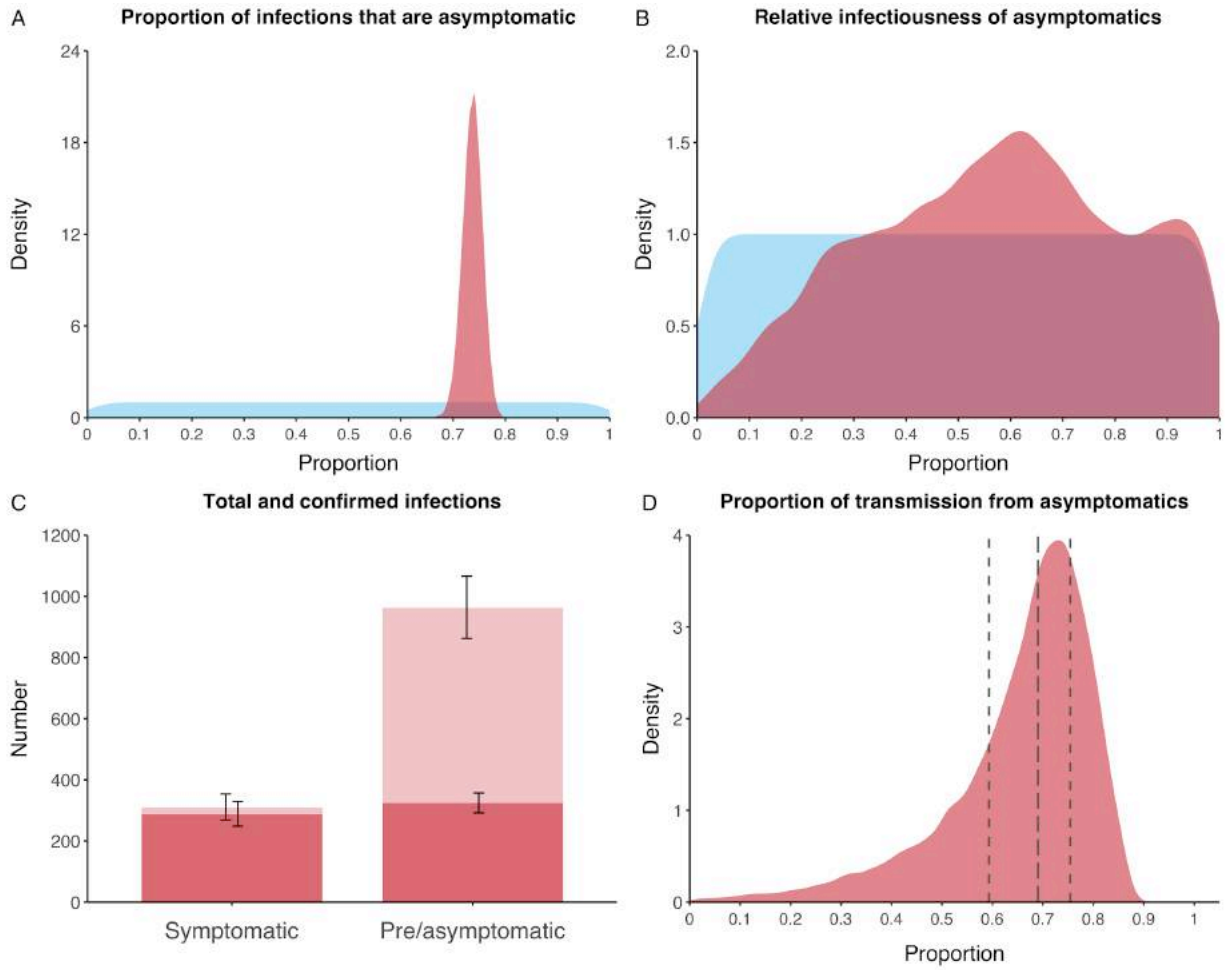 A Proportion of infections that are asymptomatic
24
18
12
6
0
Density
0 0.1 0.2 0.3 0.4 0.5 0.6 0.7 0.8 0.9 1
Proportion
B Relative infectiousness of asymptomatics
2.0
1.5
1.0
0.5
0.0
Density
0 0.1 0.2 0.3 0.4 0.5 0.6 0.7 0.8 0.9 1
Proportion
C Total and confirmed infections
1200
1000
800
600
400
200
0
Number
Symptomatic Pre/asymptomatic
D Proportion of transmission from asymptomatics
4
3
2
1
0
Density
0 0.1 0.2 0.3 0.4 0.5 0.6 0.7 0.8 0.9 1
Proportion